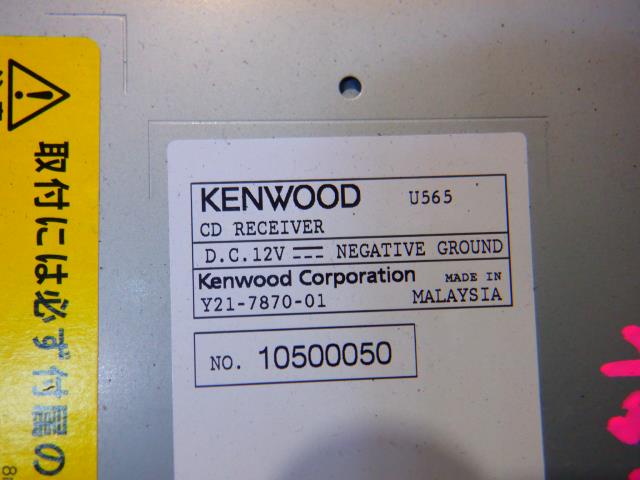 KENWOOD U565
CD RECEIVER
D.C.12V NEGATIVE GROUND
Kenwood Corporation MADE IN
Y21-7870-01 MALAYSIA
NO. 10500050
取付には必ず付属の